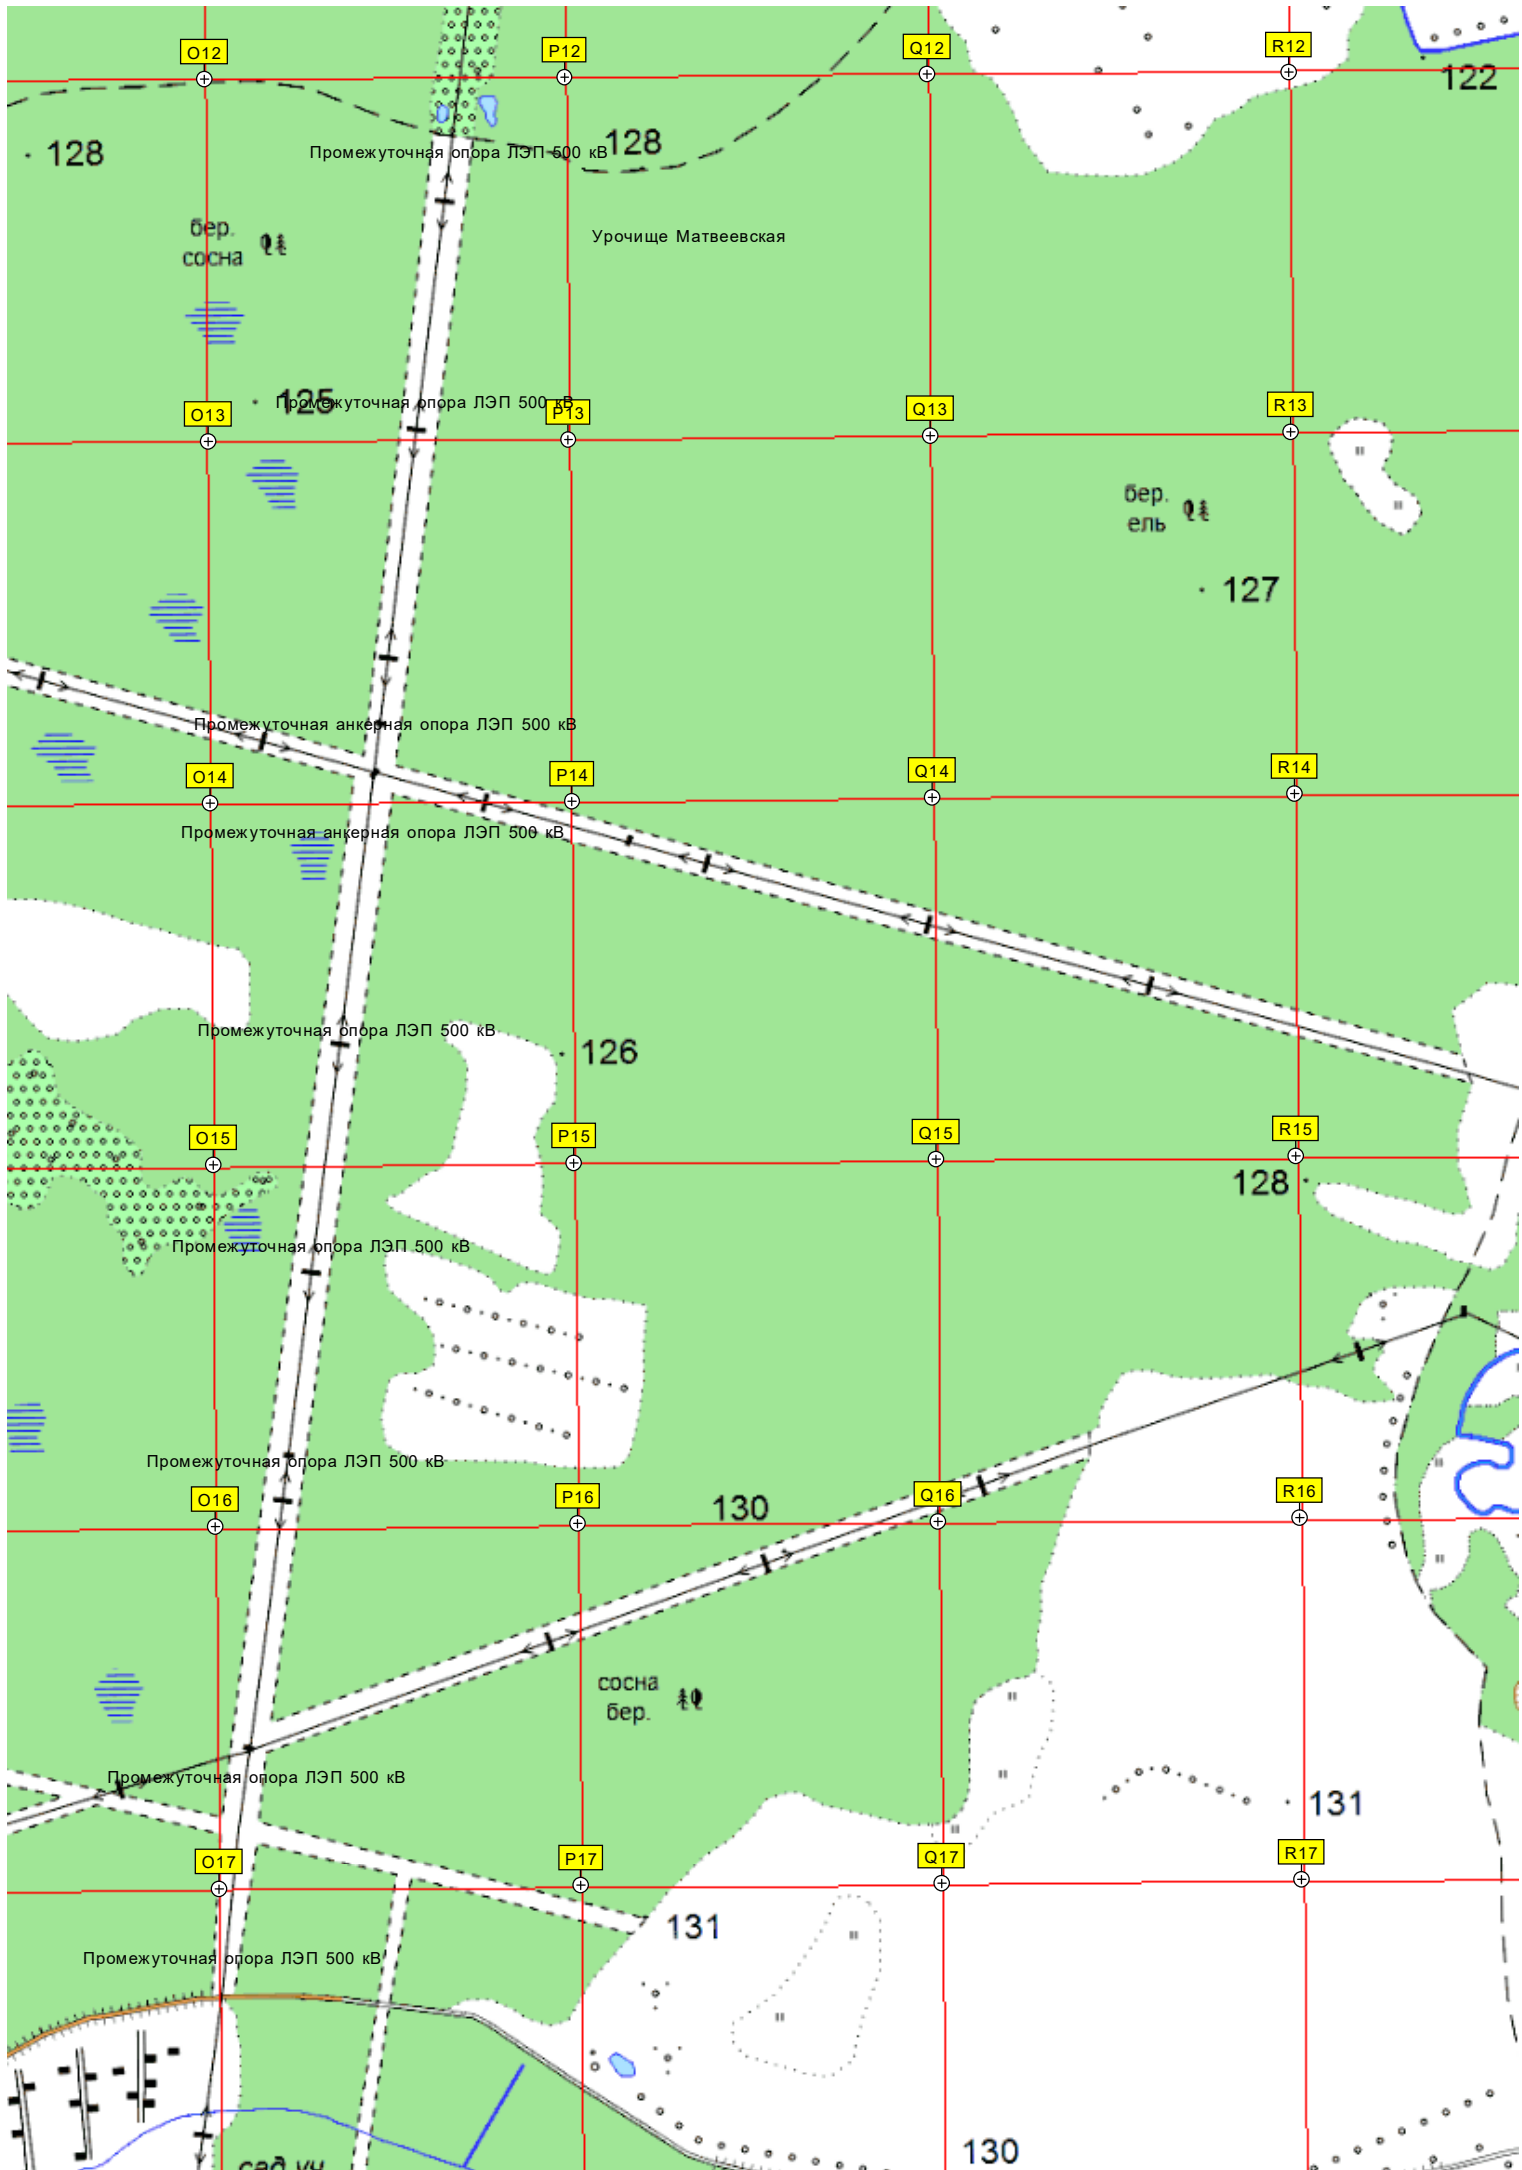 O12
P12
Q12
R12
122
128
Промежуточная опора ЛЭП 500 кВ
128
бер.
сосна
Урочище Матвеевская
125
Промежуточная опора ЛЭП 500 кВ
O13
P13
Q13
R13
бер.
ель
127
Промежуточная анкерная опора ЛЭП 500 кВ
O14
P14
Q14
R14
Промежуточная анкерная опора ЛЭП 500 кВ
Промежуточная опора ЛЭП 500 кВ
126
O15
P15
Q15
R15
128
Промежуточная опора ЛЭП 500 кВ
Промежуточная опора ЛЭП 500 кВ
O16
P16
130
Q16
R16
сосна
бер.
Промежуточная опора ЛЭП 500 кВ
131
O17
P17
Q17
R17
131
Промежуточная опора ЛЭП 500 кВ
130
сад.уч